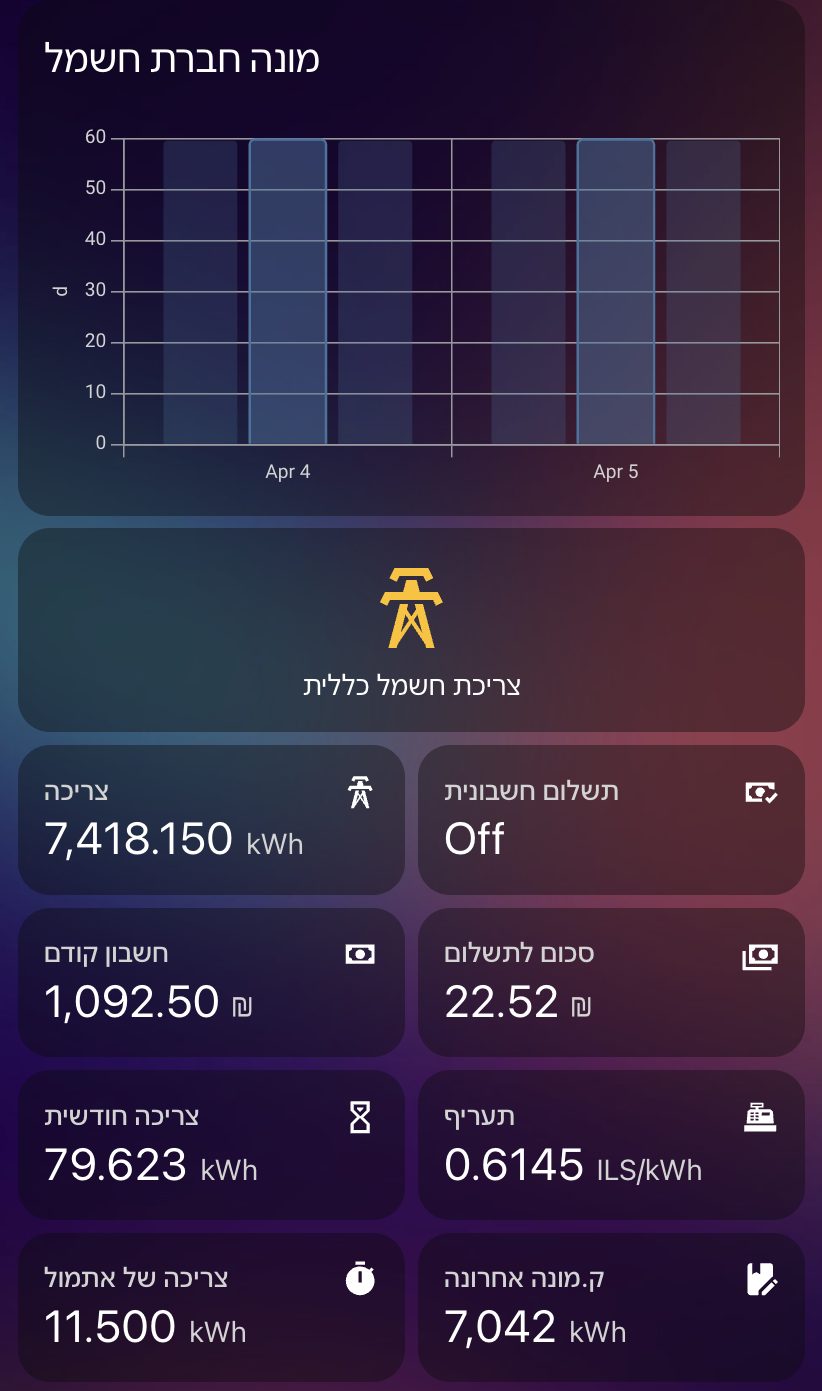 מונה חברת חשמל
60
50
40
30
20
10
0
d
Apr 4
Apr 5
צריכת חשמל כללית
צריכה
7,418.150 kWh
תשלום חשבונית
Off
חשבון קודם
1,092.50 ₪
סכום לתשלום
22.52 ₪
צריכה חודשית
79.623 kWh
תעריף
0.6145 ILS/kWh
צריכה של אתמול
11.500 kWh
ק.מונה אחרונה
7,042 kWh